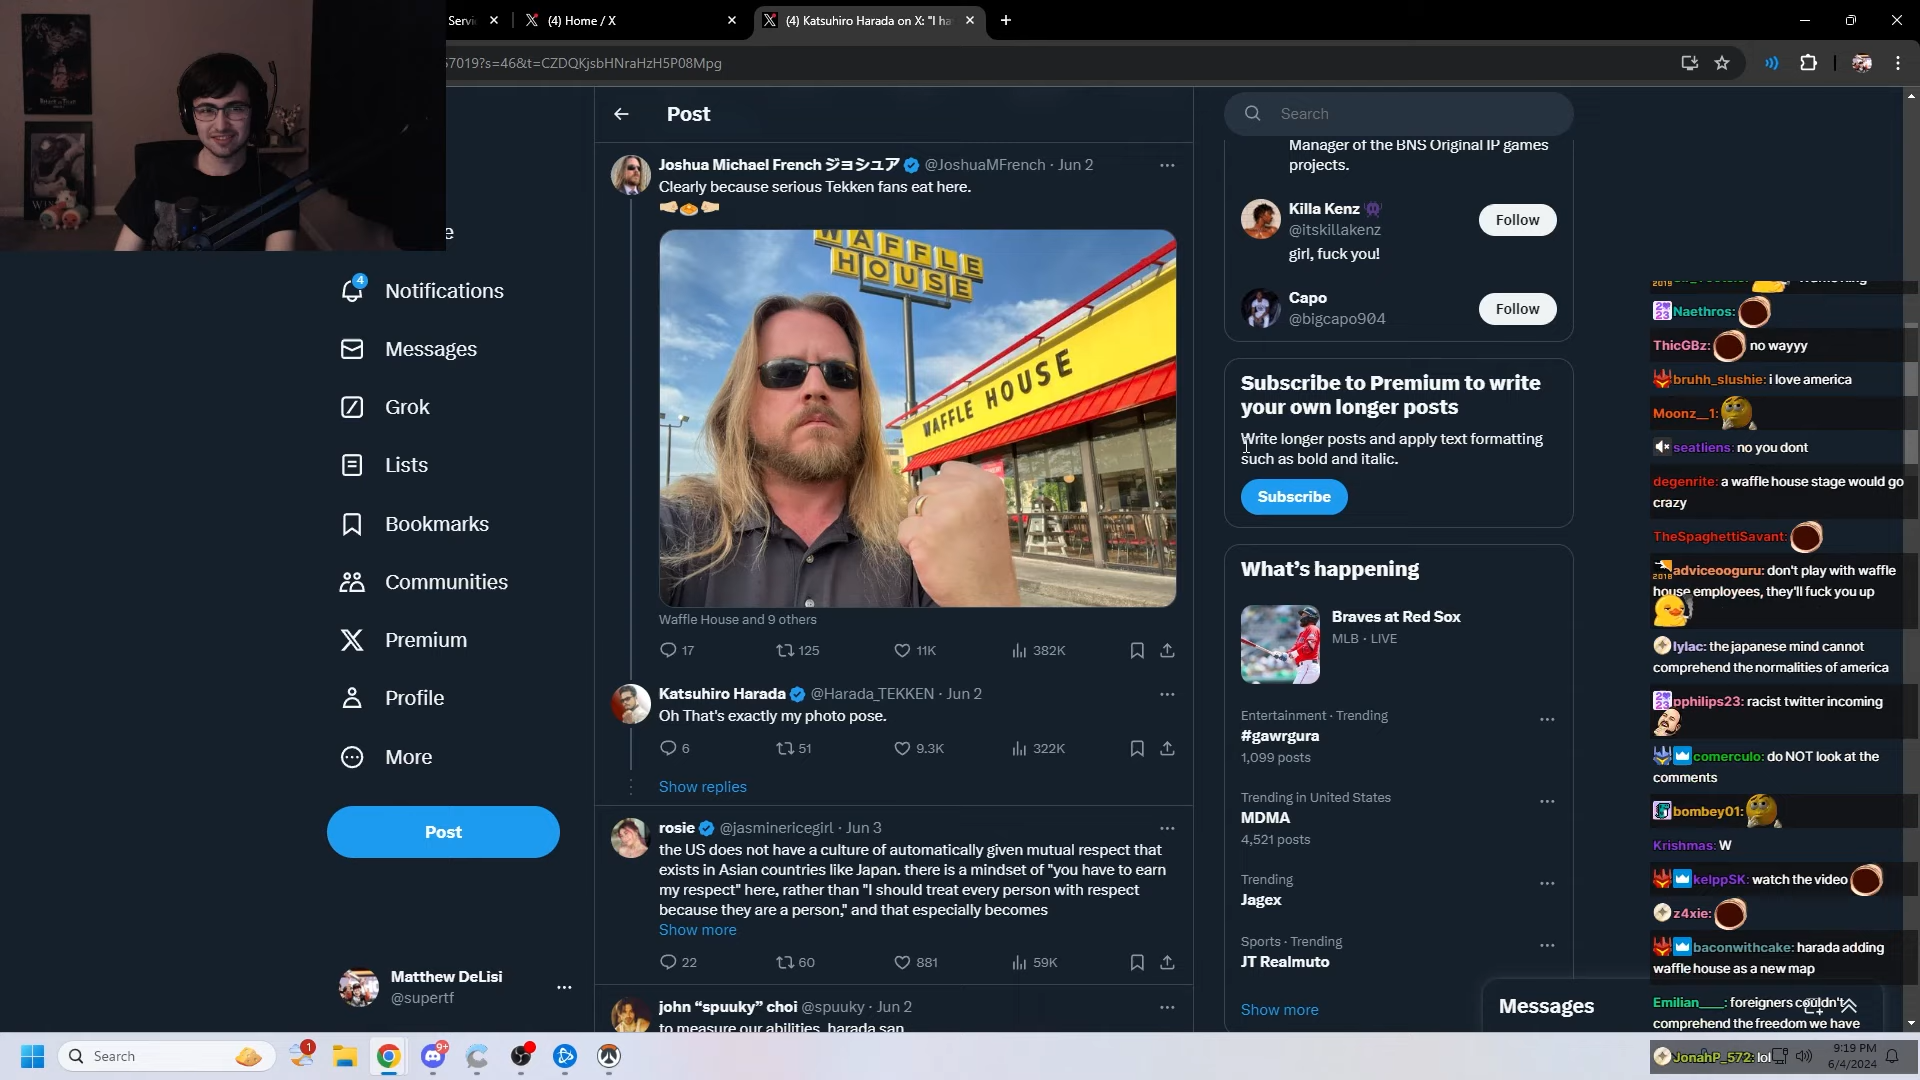 Servi
(4) Home / X
(4) Katsuhiro Harada on X: "I ha
57019?s=46&t=CZDQKjsbHNraHzH5P08Mpg
Notifications
4
Messages
Grok
Lists
Bookmarks
Communities
Premium
Profile
More
Post
Matthew DeLisi
@supertf
Post
Joshua Michael French ジョシュア @JoshuaMFrench · Jun 2
Clearly because serious Tekken fans eat here.
WAFFLE
HOUSE
WAFFLE HOUSE
Waffle House and 9 others
17 125 11K 382K
Katsuhiro Harada @Harada_TEKKEN · Jun 2
Oh That's exactly my photo pose.
6 51 9.3K 322K
Show replies
rosie @jasminericegirl · Jun 3
the US does not have a culture of automatically given mutual respect that
exists in Asian countries like Japan. there is a mindset of "you have to earn
my respect" here, rather than "I should treat every person with respect
because they are a person," and that especially becomes
Show more
22 60 881 59K
john “spuuky” choi @spuuky · Jun 2
to measure our abilities, harada san
Search
Manager of the BNS Original IP games
projects.
Killa Kenz
@itskillakenz
girl, fuck you!
Follow
Capo
@bigcapo904
Follow
Subscribe to Premium to write
your own longer posts
Write longer posts and apply text formatting
such as bold and italic.
Subscribe
What’s happening
Braves at Red Sox
MLB · LIVE
Entertainment · Trending
#gawrgura
1,099 posts
Trending in United States
MDMA
4,521 posts
Trending
Jagex
Sports · Trending
JT Realmuto
Show more
Messages
Naethros:
ThicGBz: no wayyy
bruhh_slushie: i love america
Moonz__1:
seatliens: no you dont
degenrite: a waffle house stage would go
crazy
TheSpaghettiSavant:
adviceooguru: don't play with waffle
house employees, they'll fuck you up
lylac: the japanese mind cannot
comprehend the normalities of america
pphilips23: racist twitter incoming
comerculo: do NOT look at the
comments
bombey01:
Krishmas: W
kelppSK: watch the video
z4xie:
baconwithcake: harada adding
waffle house as a new map
Emilian____: foreigners couldn't
comprehend the freedom we have
JonahP_572: lol
Search
1
9+
9:19 PM
6/4/2024